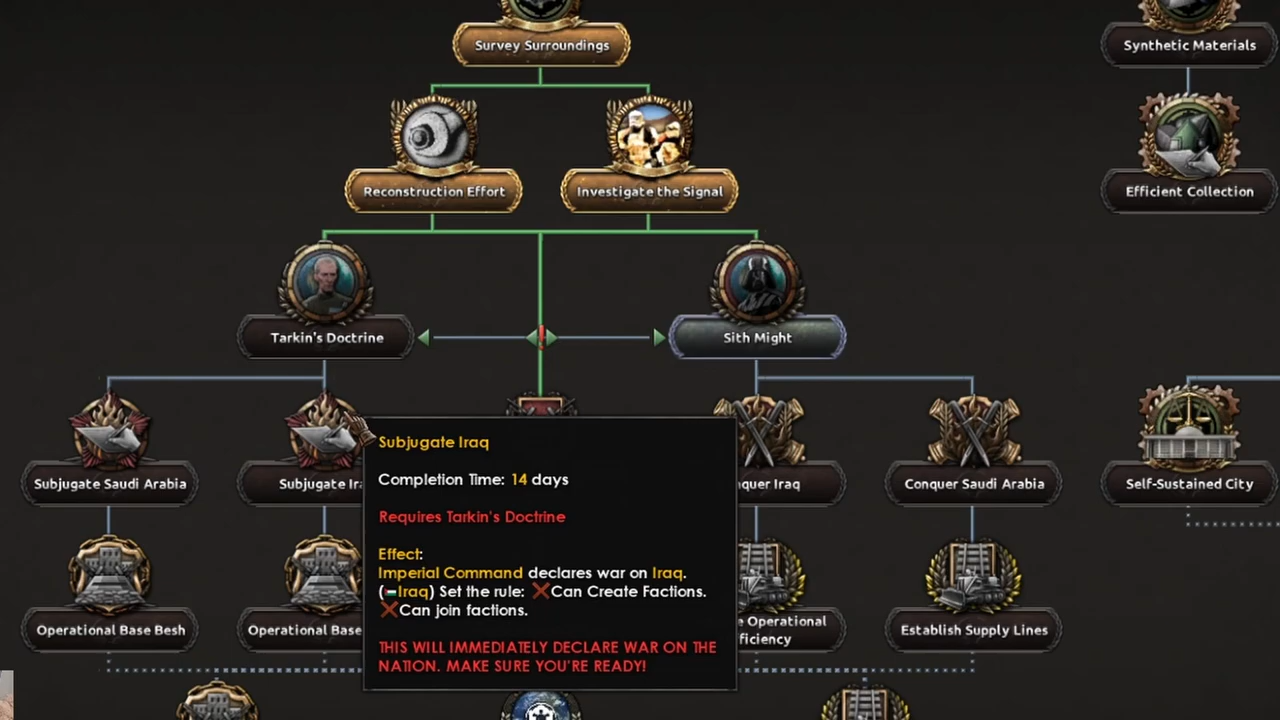 Survey Surroundings
Synthetic Materials
Reconstruction Effort
Investigate the Signal
Efficient Collection
Tarkin's Doctrine
Sith Might
Subjugate Saudi Arabia
Subjugate
Conquer Saudi Arabia
Self-Sustained City
Subjugate Iraq
Completion Time: 14 days
Requires Tarkin's Doctrine
Effect:
Imperial Command declares war on Iraq.
(Iraq) Set the rule: ❌Can Create Factions.
❌Can join factions.
THIS WILL IMMEDIATELY DECLARE WAR ON THE
NATION. MAKE SURE YOU'RE READY!
Iraq
Operational Base Besh
Operational Base
Operational
Establish Supply Lines